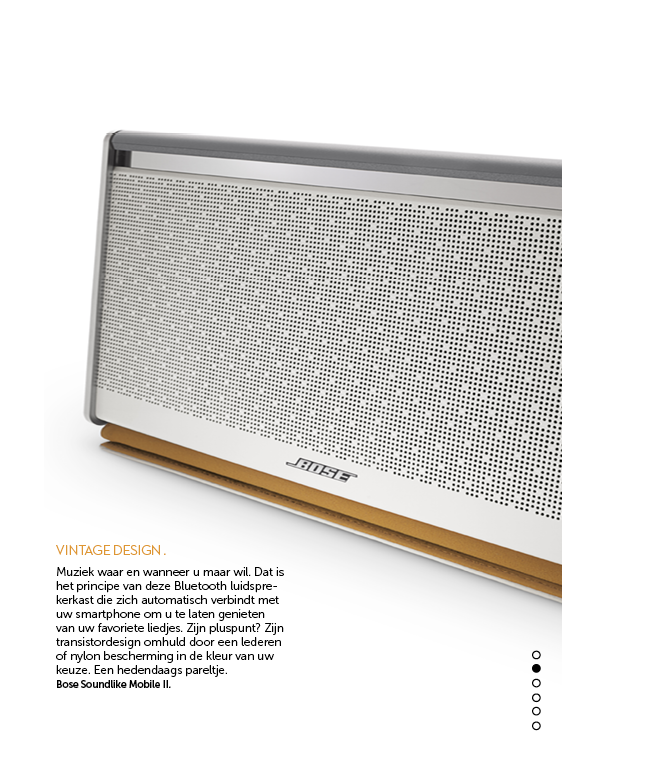 BOSE
VINTAGE DESIGN.
Muziek waar en wanneer u maar wil. Dat is
het principe van deze Bluetooth luidspre-
kerkast die zich automatisch verbindt met
uw smartphone om u te laten genieten
van uw favoriete liedjes. Zijn pluspunt? Zijn
transistordesign omhuld door een lederen
of nylon bescherming in de kleur van uw
keuze. Een hedendaags pareltje.
Bose Soundlike Mobile II.